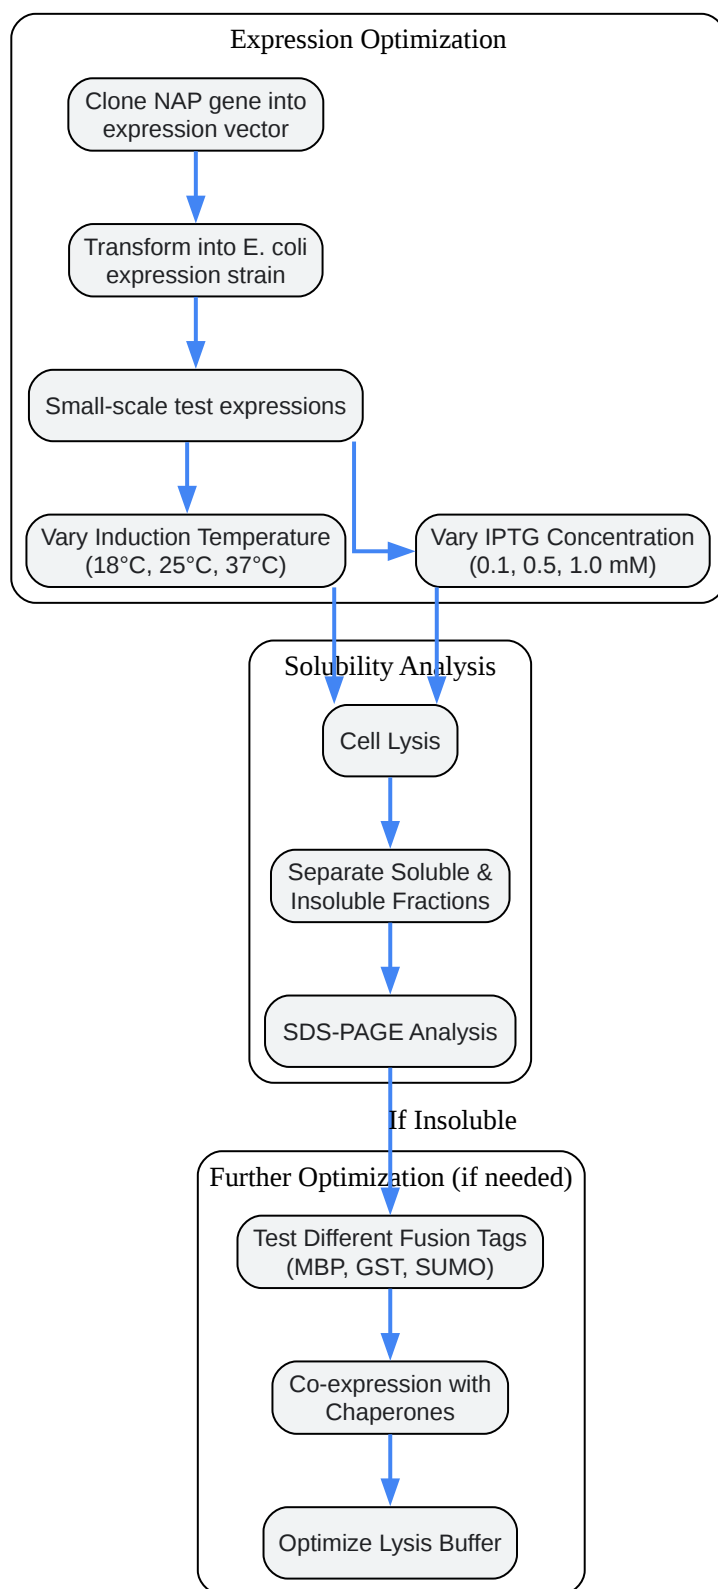 Expression Optimization
Clone NAP gene into
expression vector
Transform into E. coli
expression strain
Small-scale test expressions
Vary Induction Temperature
(18°C, 25°C, 37°C)
Vary IPTG Concentration
(0.1, 0.5, 1.0 mM)
Solubility Analysis
Cell Lysis
Separate Soluble &
Insoluble Fractions
SDS-PAGE Analysis
If Insoluble
Further Optimization (if needed)
Test Different Fusion Tags
(MBP, GST, SUMO)
Co-expression with
Chaperones
Optimize Lysis Buffer